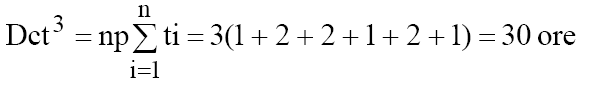 Dct³ = np∑ⁿᵢ₌₁ ti = 3(1 + 2 + 2 + 1 + 2 + 1) = 30 ore